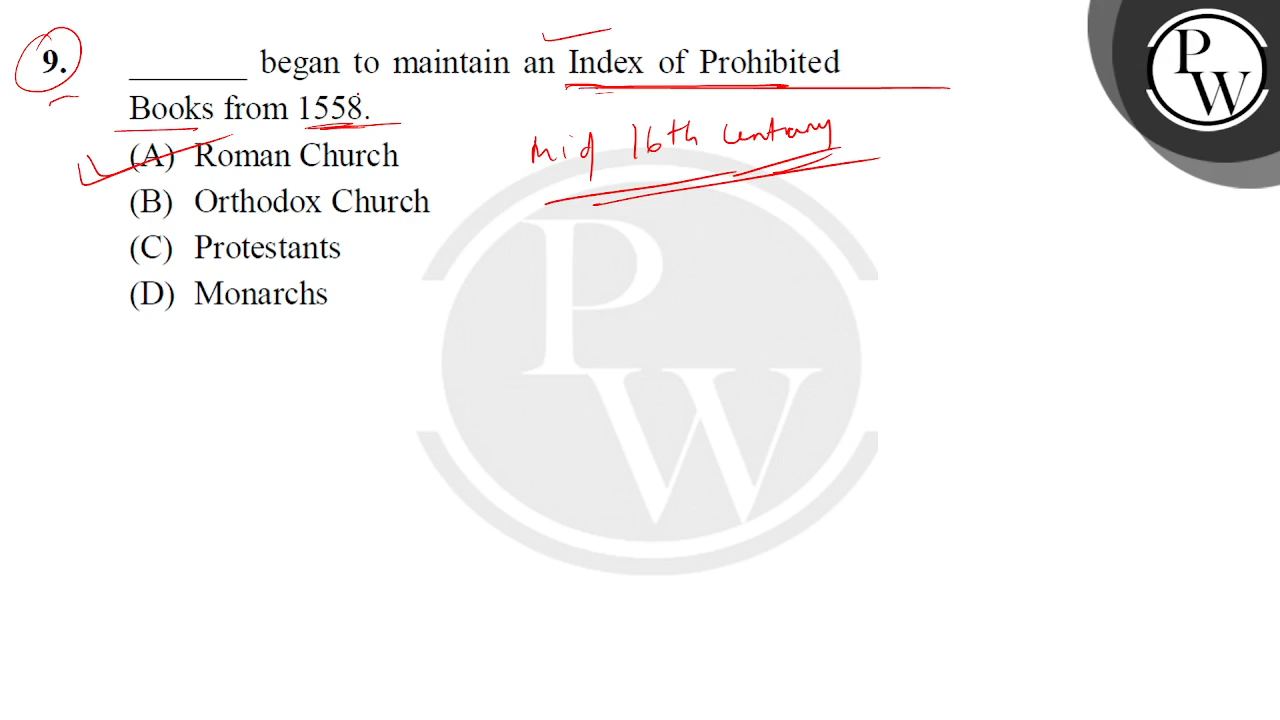 9. ________ began to maintain an Index of Prohibited
Books from 1558.
Mid 16th century
(A) Roman Church
(B) Orthodox Church
(C) Protestants
(D) Monarchs
PW
PW